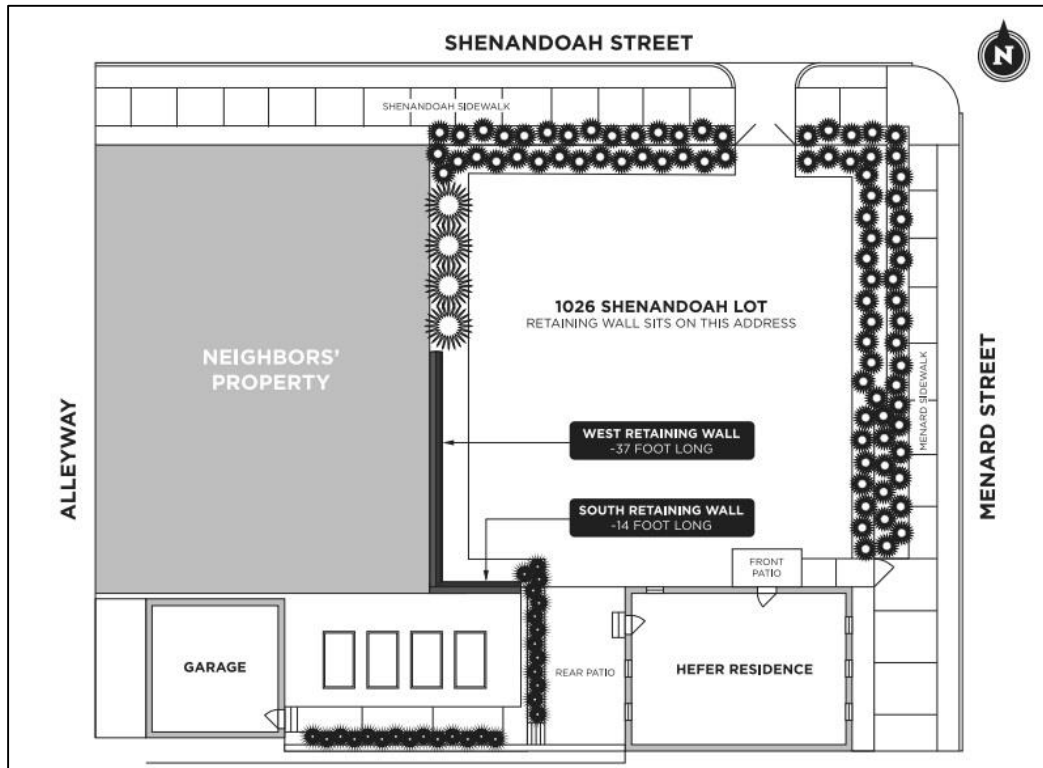 SHENANDOAH STREET
N
SHENANDOAH SIDEWALK
1026 SHENANDOAH LOT
RETAINING WALL SITS ON THIS ADDRESS
NEIGHBORS'
PROPERTY
ALLEYWAY
MENARD SIDEWALK
MENARD STREET
WEST RETAINING WALL
~37 FOOT LONG
SOUTH RETAINING WALL
~14 FOOT LONG
FRONT
PATIO
GARAGE
REAR PATIO
HEFER RESIDENCE